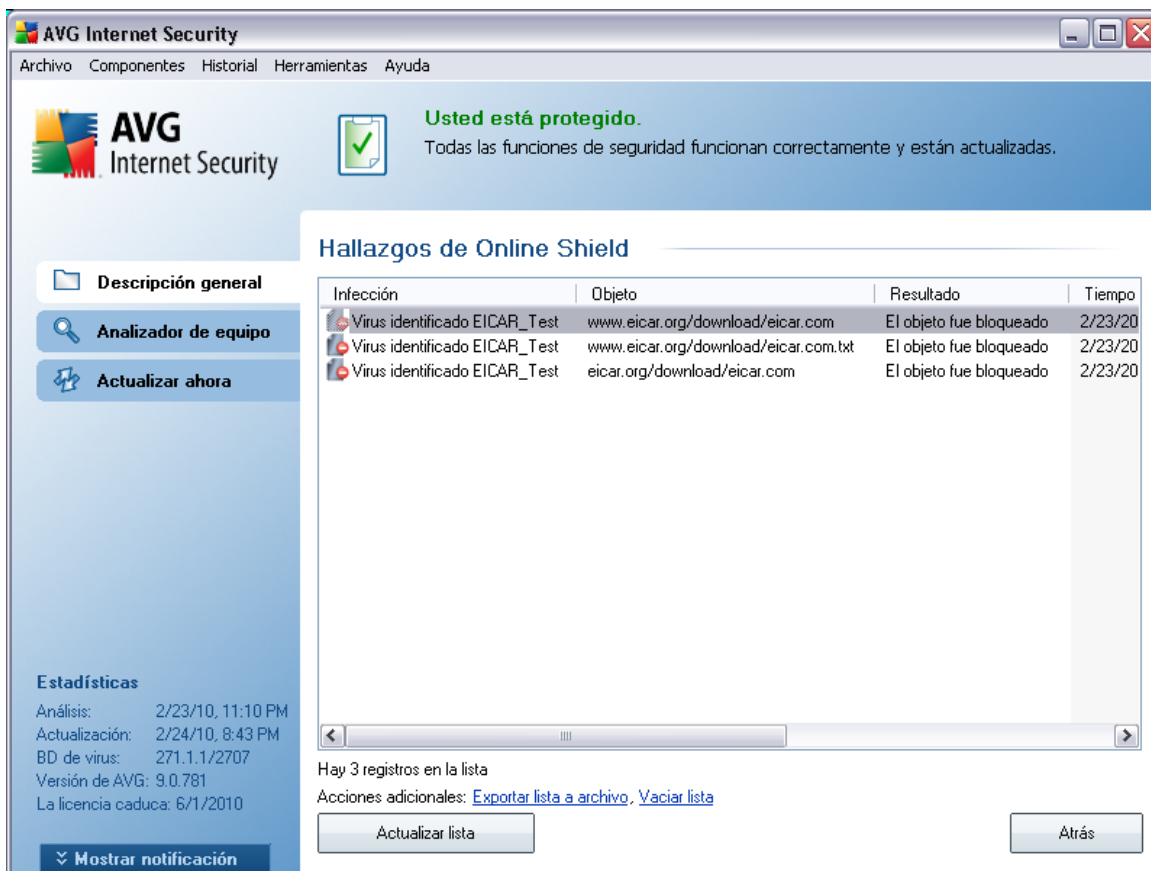 AVG Internet Security
Archivo Componentes Historial Herramientas Ayuda
AVG
Internet Security
Usted está protegido.
Todas las funciones de seguridad funcionan correctamente y están actualizadas.
Descripción general
Analizador de equipo
Actualizar ahora
Hallazgos de Online Shield
Infección Objeto Resultado Tiempo
Virus identificado EICAR_Test www.eicar.org/download/eicar.com El objeto fue bloqueado 2/23/20
Virus identificado EICAR_Test www.eicar.org/download/eicar.com.txt El objeto fue bloqueado 2/23/20
Virus identificado EICAR_Test eicar.org/download/eicar.com El objeto fue bloqueado 2/23/20
Estadísticas
Análisis: 2/23/10, 11:10 PM
Actualización: 2/24/10, 8:43 PM
BD de virus: 271.1.1/2707
Versión de AVG: 9.0.781
La licencia caduca: 6/1/2010
Mostrar notificación
Hay 3 registros en la lista
Acciones adicionales: Exportar lista a archivo, Vaciar lista
Actualizar lista
Atrás